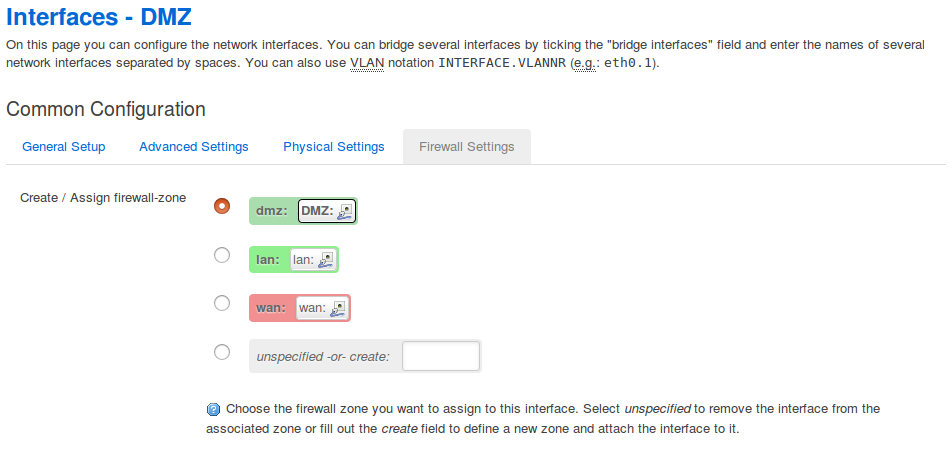 Interfaces - DMZ
On this page you can configure the network interfaces. You can bridge several interfaces by ticking the "bridge interfaces" field and enter the names of several
network interfaces separated by spaces. You can also use VLAN notation INTERFACE.VLANNR (e.g.: eth0.1).
Common Configuration
General Setup Advanced Settings Physical Settings Firewall Settings
Create / Assign firewall-zone
dmz: DMZ:
lan: lan:
wan: wan:
unspecified -or- create:
Choose the firewall zone you want to assign to this interface. Select unspecified to remove the interface from the
associated zone or fill out the create field to define a new zone and attach the interface to it.